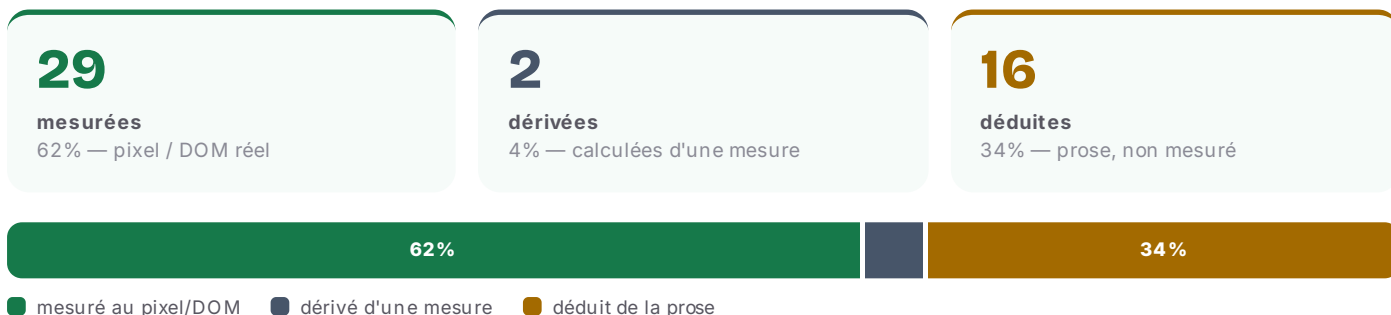 29
mesurées
62% — pixel / DOM réel
2
dérivées
4% — calculées d'une mesure
16
déduites
34% — prose, non mesuré
62%
34%
mesuré au pixel/DOM
dérivé d'une mesure
déduit de la prose